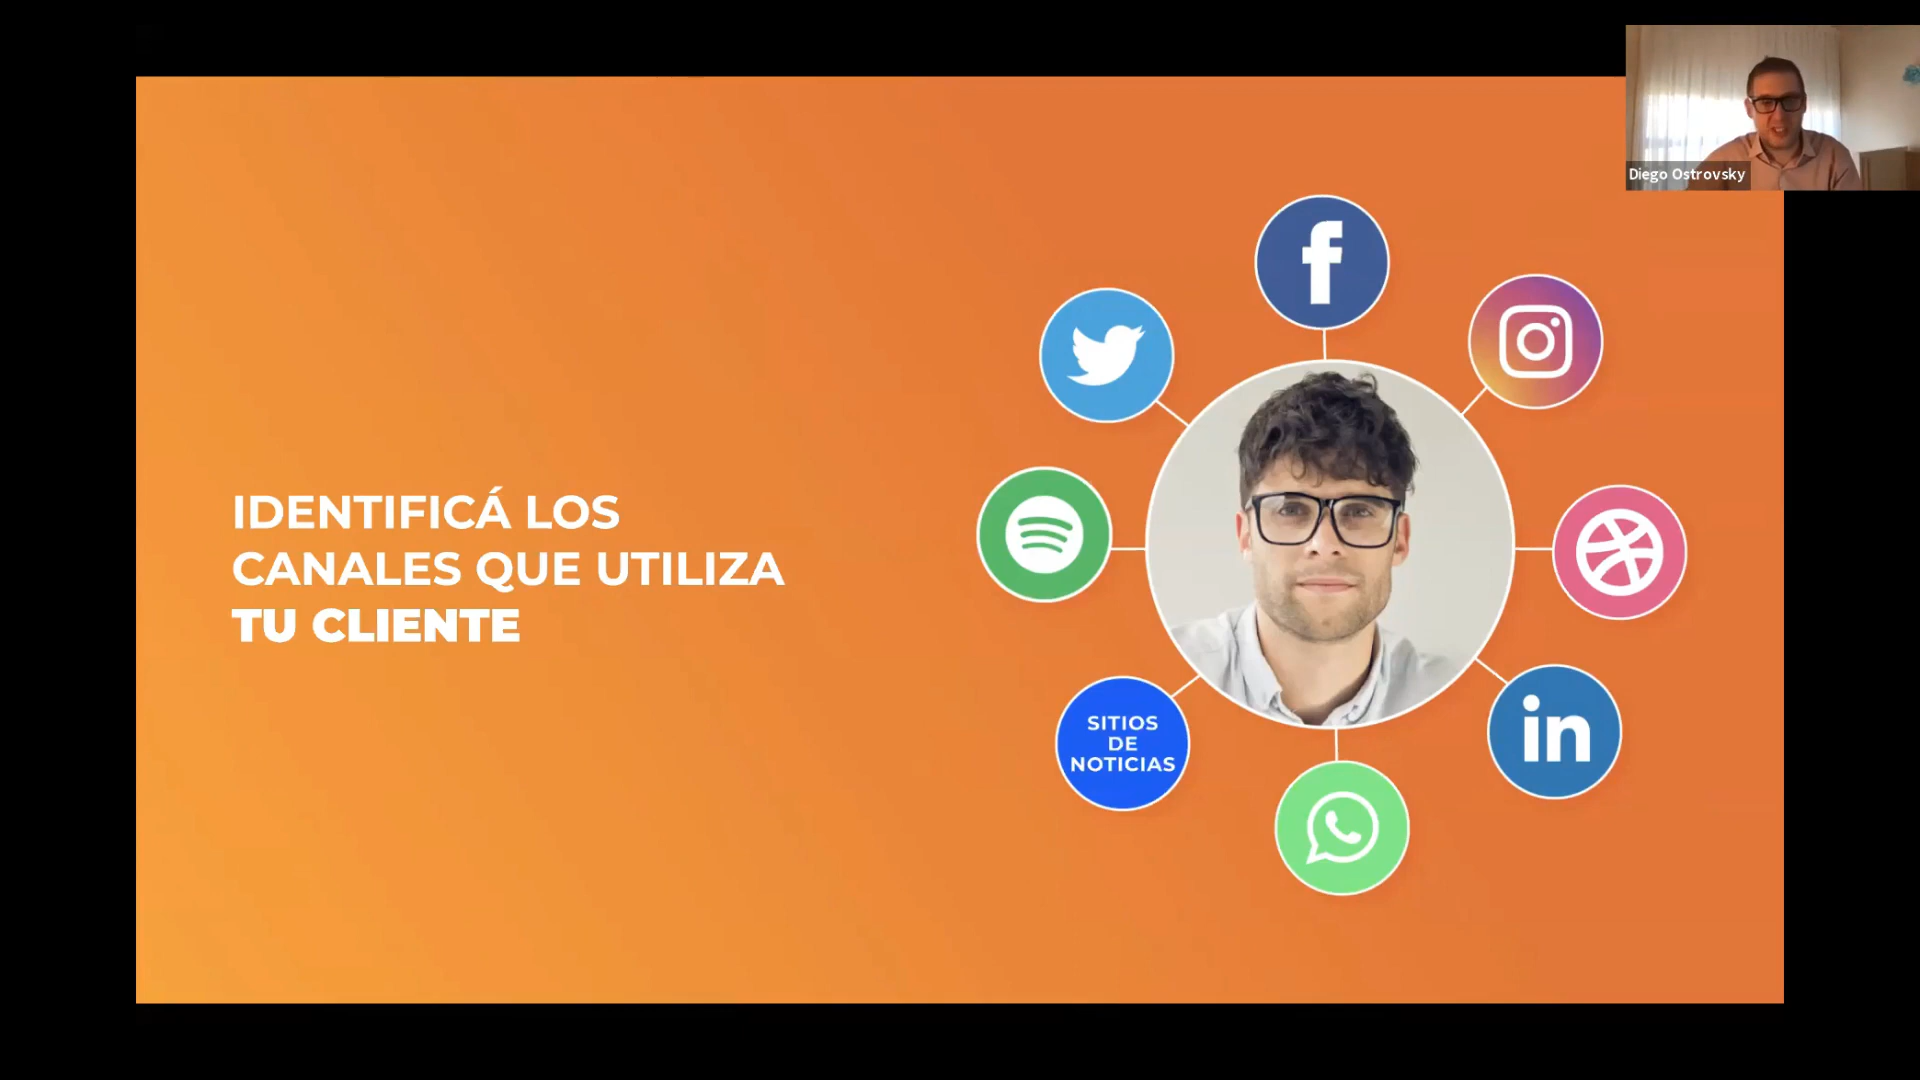 Diego Ostrovsky
IDENTIFICÁ LOS
CANALES QUE UTILIZA
TU CLIENTE
f
in
SITIOS
DE
NOTICIAS